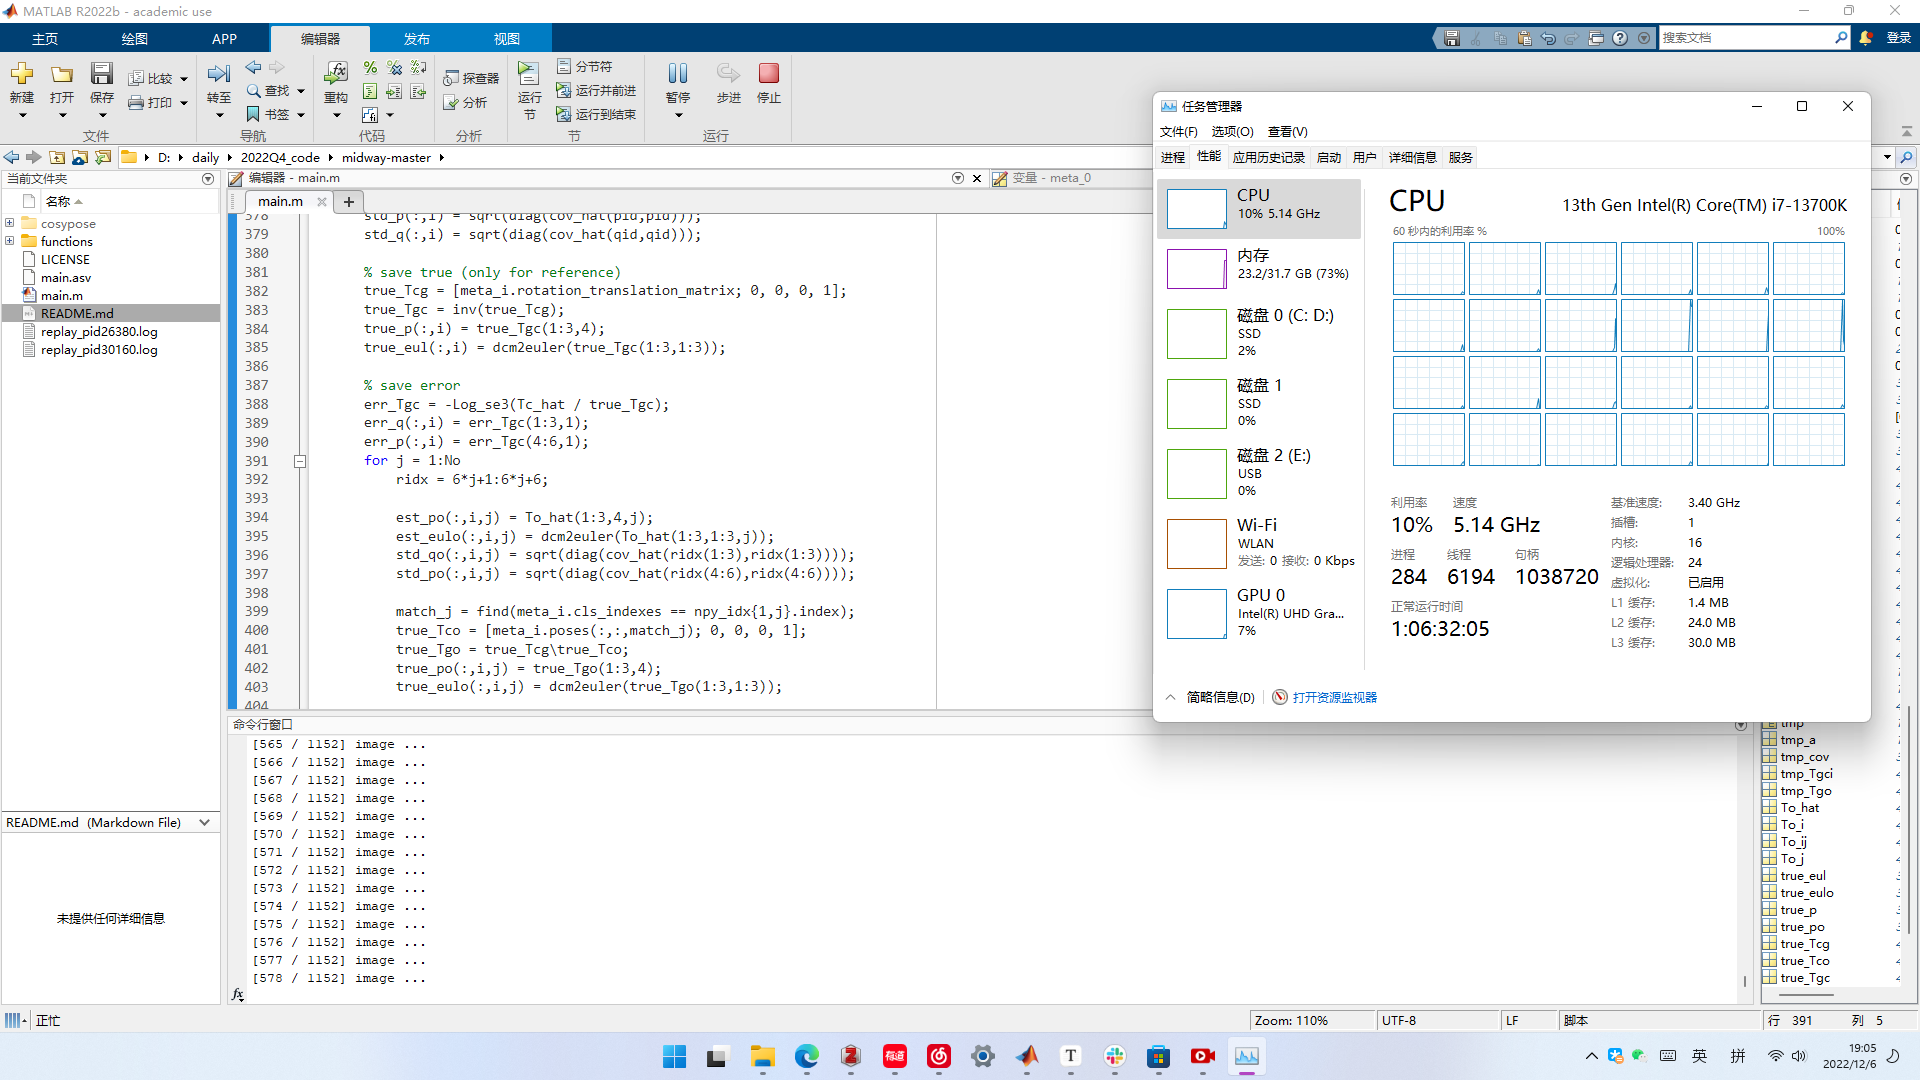 MATLAB R2022b - academic use
主页 绘图 APP 编辑器 发布 视图
搜索文档 登录
新建 打开 保存 比较 打印 转至 查找 书签 重构 探查器 分析 运行节 分节符 运行并前进 运行到结束 暂停 步进 停止
文件 导航 代码 分析 节 运行
D: daily 2022Q4_code midway-master
当前文件夹
名称
cosypose
functions
LICENSE
main.asv
main.m
README.md
replay_pid26380.log
replay_pid30160.log
README.md (Markdown File)
未提供任何详细信息
编辑器 - main.m
变量 - meta_0
main.m
378 std_p(:,i) = sqrt(diag(cov_hat(pid,pid)));
379 std_q(:,i) = sqrt(diag(cov_hat(qid,qid)));
380
381 % save true (only for reference)
382 true_Tcg = [meta_i.rotation_translation_matrix; 0, 0, 0, 1];
383 true_Tgc = inv(true_Tcg);
384 true_p(:,i) = true_Tgc(1:3,4);
385 true_eul(:,i) = dcm2euler(true_Tgc(1:3,1:3));
386
387 % save error
388 err_Tgc = -Log_se3(Tc_hat / true_Tgc);
389 err_q(:,i) = err_Tgc(1:3,1);
390 err_p(:,i) = err_Tgc(4:6,1);
391 for j = 1:No
392 ridx = 6*j+1:6*j+6;
393
394 est_po(:,i,j) = To_hat(1:3,4,j);
395 est_eulo(:,i,j) = dcm2euler(To_hat(1:3,1:3,j));
396 std_qo(:,i,j) = sqrt(diag(cov_hat(ridx(1:3),ridx(1:3))));
397 std_po(:,i,j) = sqrt(diag(cov_hat(ridx(4:6),ridx(4:6))));
398
399 match_j = find(meta_i.cls_indexes == npy_idx{1,j}.index);
400 true_Tco = [meta_i.poses(:,:,match_j); 0, 0, 0, 1];
401 true_Tgo = true_Tcg\true_Tco;
402 true_po(:,i,j) = true_Tgo(1:3,4);
403 true_eulo(:,i,j) = dcm2euler(true_Tgo(1:3,1:3));
404
命令行窗口
[565 / 1152] image ...
[566 / 1152] image ...
[567 / 1152] image ...
[568 / 1152] image ...
[569 / 1152] image ...
[570 / 1152] image ...
[571 / 1152] image ...
[572 / 1152] image ...
[573 / 1152] image ...
[574 / 1152] image ...
[575 / 1152] image ...
[576 / 1152] image ...
[577 / 1152] image ...
[578 / 1152] image ...
fx
任务管理器
文件(F) 选项(O) 查看(V)
进程 性能 应用历史记录 启动 用户 详细信息 服务
CPU
10% 5.14 GHz
内存
23.2/31.7 GB (73%)
磁盘 0 (C: D:)
SSD
2%
磁盘 1
SSD
0%
磁盘 2 (E:)
USB
0%
Wi-Fi
WLAN
发送: 0 接收: 0 Kbps
GPU 0
Intel(R) UHD Gra...
7%
CPU 13th Gen Intel(R) Core(TM) i7-13700K
60 秒内的利用率 % 100%
利用率 速度
10% 5.14 GHz
进程 线程 句柄
284 6194 1038720
正常运行时间
1:06:32:05
基准速度: 3.40 GHz
插槽: 1
内核: 16
逻辑处理器: 24
虚拟化: 已启用
L1 缓存: 1.4 MB
L2 缓存: 24.0 MB
L3 缓存: 30.0 MB
简略信息(D) 打开资源监视器
tmp
tmp_a
tmp_cov
tmp_Tgci
tmp_Tgo
To_hat
To_i
To_ij
To_j
true_eul
true_eulo
true_p
true_po
true_Tcg
true_Tco
true_Tgc
正忙
Zoom: 110% UTF-8 LF 脚本 行 391 列 5
有道 T 英 拼
19:05
2022/12/6